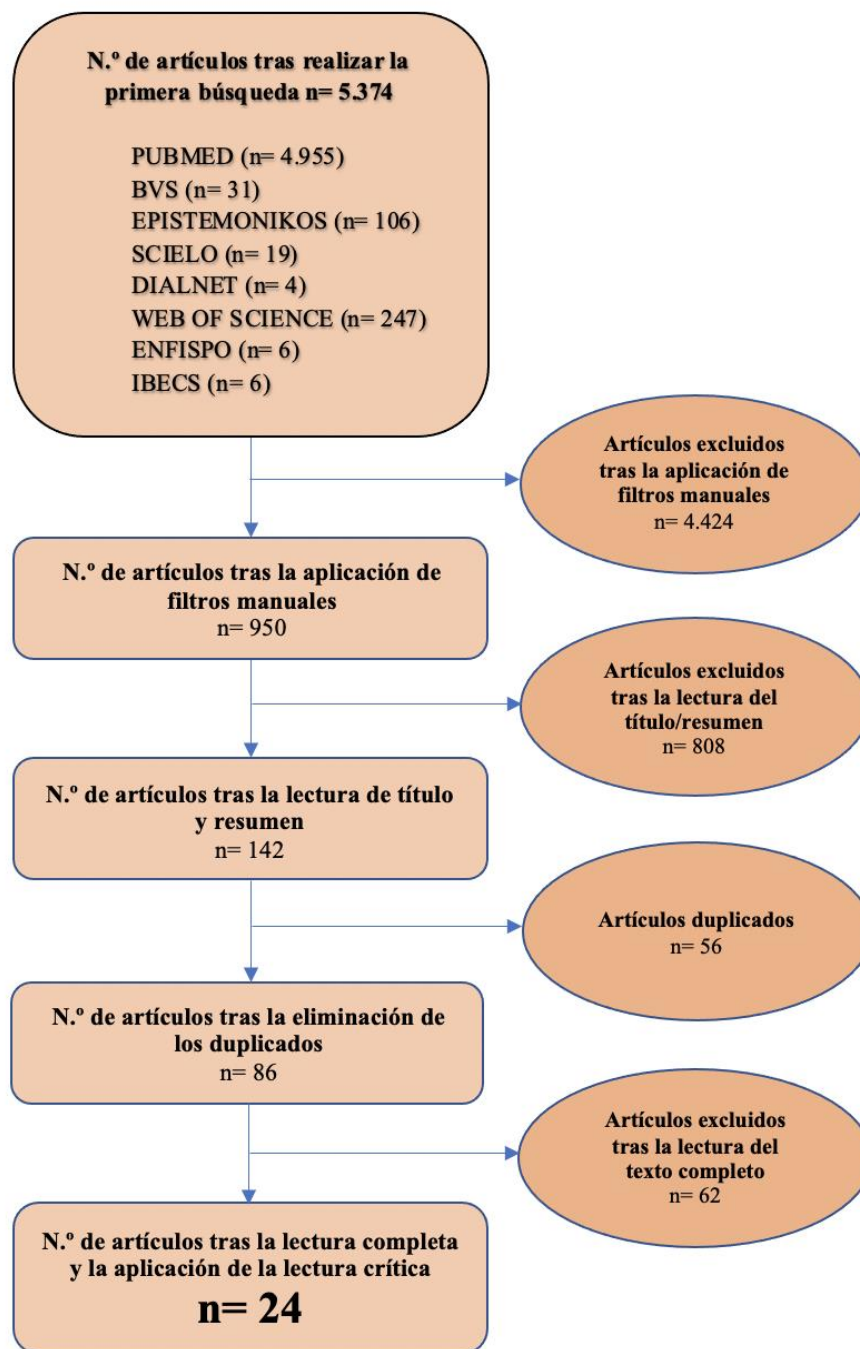 N.º de artículos tras realizar la
primera búsqueda n= 5.374
PUBMED (n= 4.955)
BVS (n= 31)
EPISTEMONIKOS (n= 106)
SCIELO (n= 19)
DIALNET (n= 4)
WEB OF SCIENCE (n= 247)
ENFISPO (n= 6)
IBECS (n= 6)
Artículos excluidos
tras la aplicación de
filtros manuales
n= 4.424
N.º de artículos tras la aplicación de
filtros manuales
n= 950
Artículos excluidos
tras la lectura del
título/resumen
n= 808
N.º de artículos tras la lectura de título
y resumen
n= 142
Artículos duplicados
n= 56
N.º de artículos tras la eliminación de
los duplicados
n= 86
Artículos excluidos
tras la lectura del
texto completo
n= 62
N.º de artículos tras la lectura completa
y la aplicación de la lectura crítica
n= 24